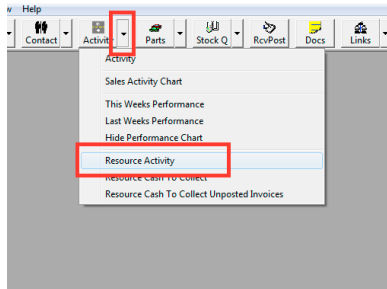 Help
Contact Activity Parts Stock Q RcvPost Docs Links
Activity
Sales Activity Chart
This Weeks Performance
Last Weeks Performance
Hide Performance Chart
Resource Activity
Resource Cash To Collect
Resource Cash To Collect Unposted Invoices